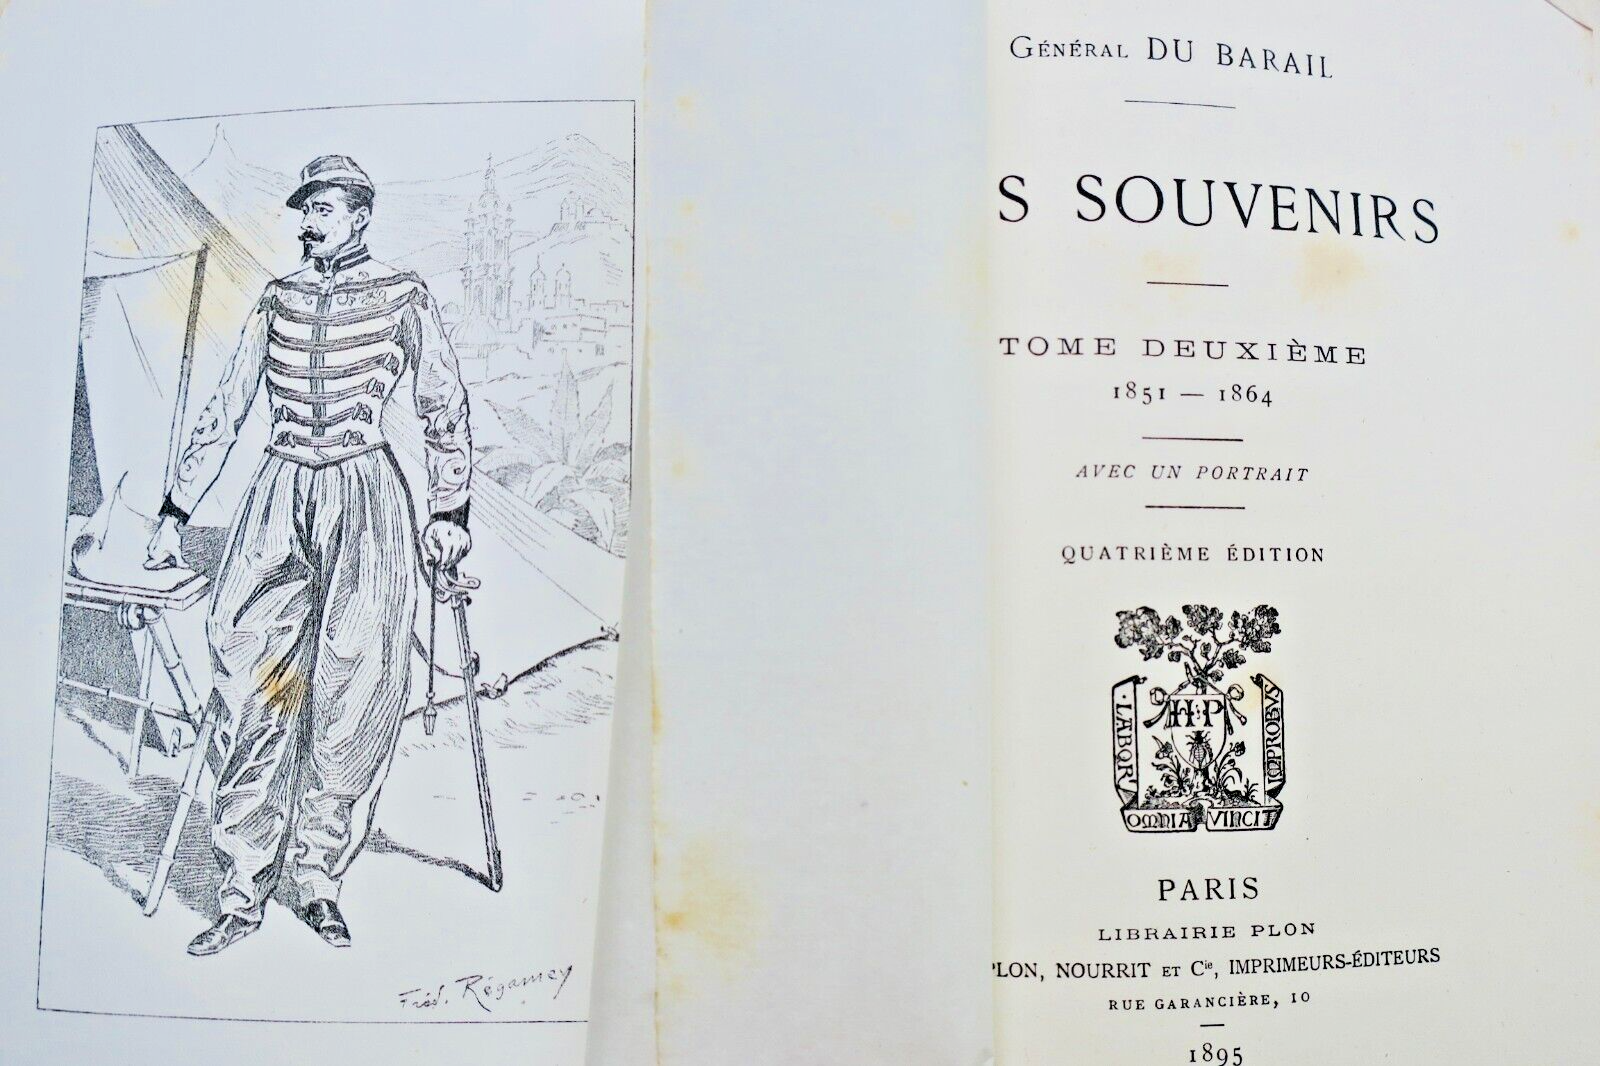 Fréd. Régamey
GÉNÉRAL DU BARAIL
S SOUVENIRS
TOME DEUXIÈME
1851 — 1864
AVEC UN PORTRAIT
QUATRIÈME ÉDITION
H P
LABOR
IMPROBUS
OMNIA VINCIT
PARIS
LIBRAIRIE PLON
PLON, NOURRIT ET Cie, IMPRIMEURS-ÉDITEURS
RUE GARANCIÈRE, 10
1895